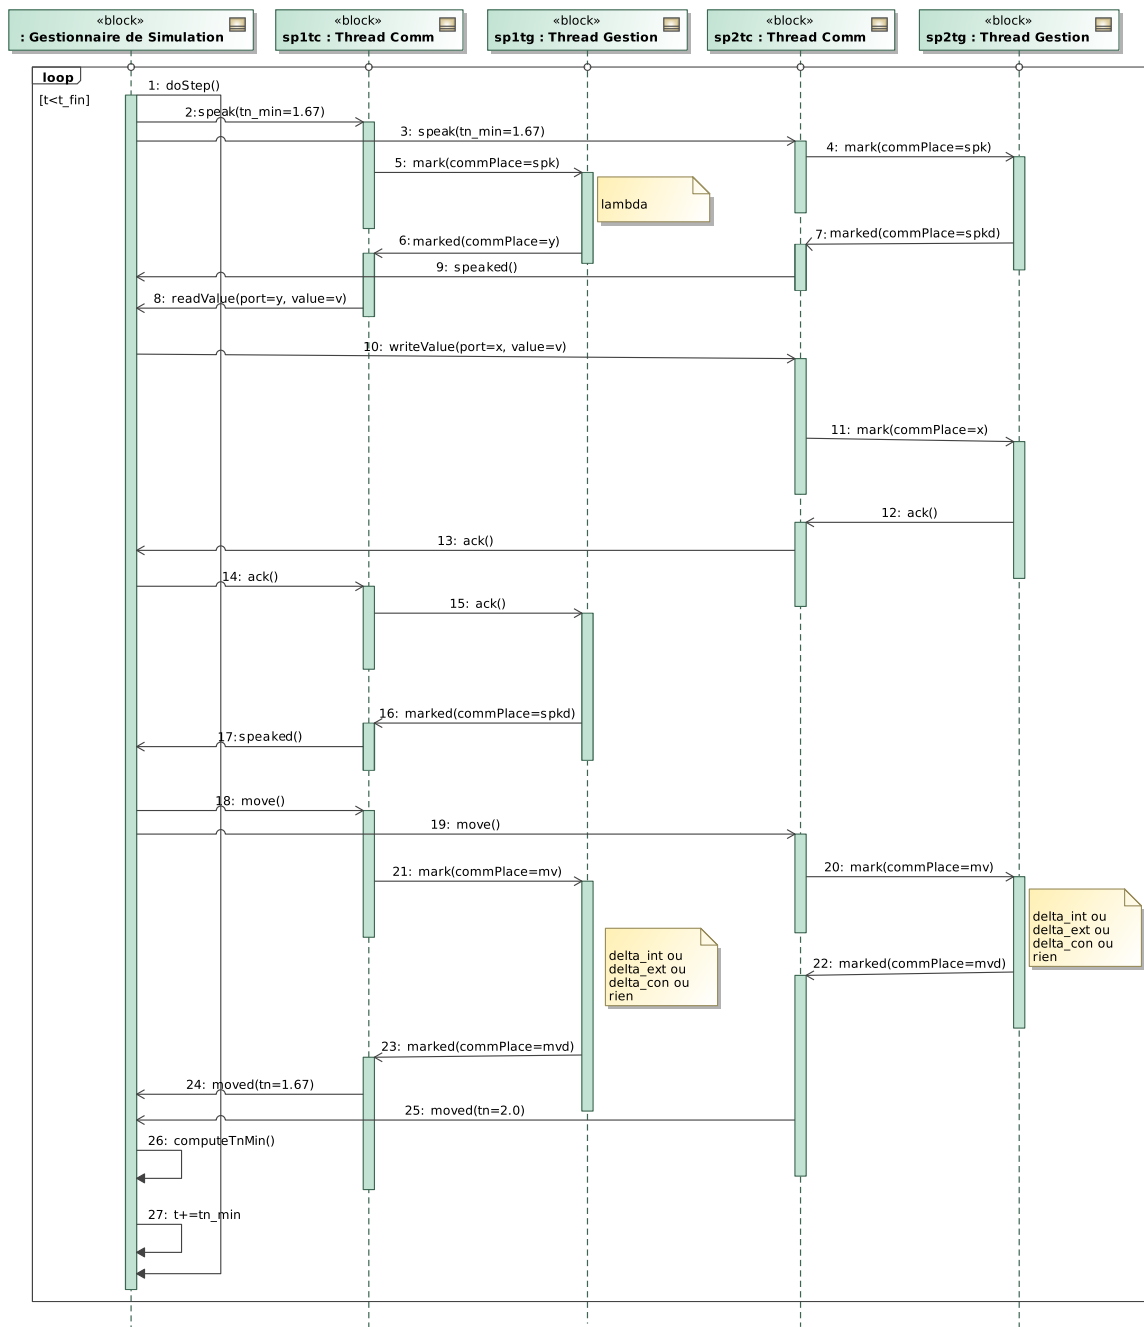 «block»
: Gestionnaire de Simulation
«block»
sp1tc : Thread Comm
«block»
sp1tg : Thread Gestion
«block»
sp2tc : Thread Comm
«block»
sp2tg : Thread Gestion
loop
[t<t_fin]
1: doStep()
2:speak(tn_min=1.67)
3: speak(tn_min=1.67)
4: mark(commPlace=spk)
5: mark(commPlace=spk)
lambda
7:marked(commPlace=spkd)
6:marked(commPlace=y)
9: speaked()
8: readValue(port=y, value=v)
10: writeValue(port=x, value=v)
11: mark(commPlace=x)
12: ack()
13: ack()
14: ack()
15: ack()
16: marked(commPlace=spkd)
17:speaked()
18: move()
19: move()
20: mark(commPlace=mv)
21: mark(commPlace=mv)
delta_int ou
delta_ext ou
delta_con ou
rien
delta_int ou
delta_ext ou
delta_con ou
rien
22: marked(commPlace=mvd)
23: marked(commPlace=mvd)
24: moved(tn=1.67)
25: moved(tn=2.0)
26: computeTnMin()
27: t+=tn_min